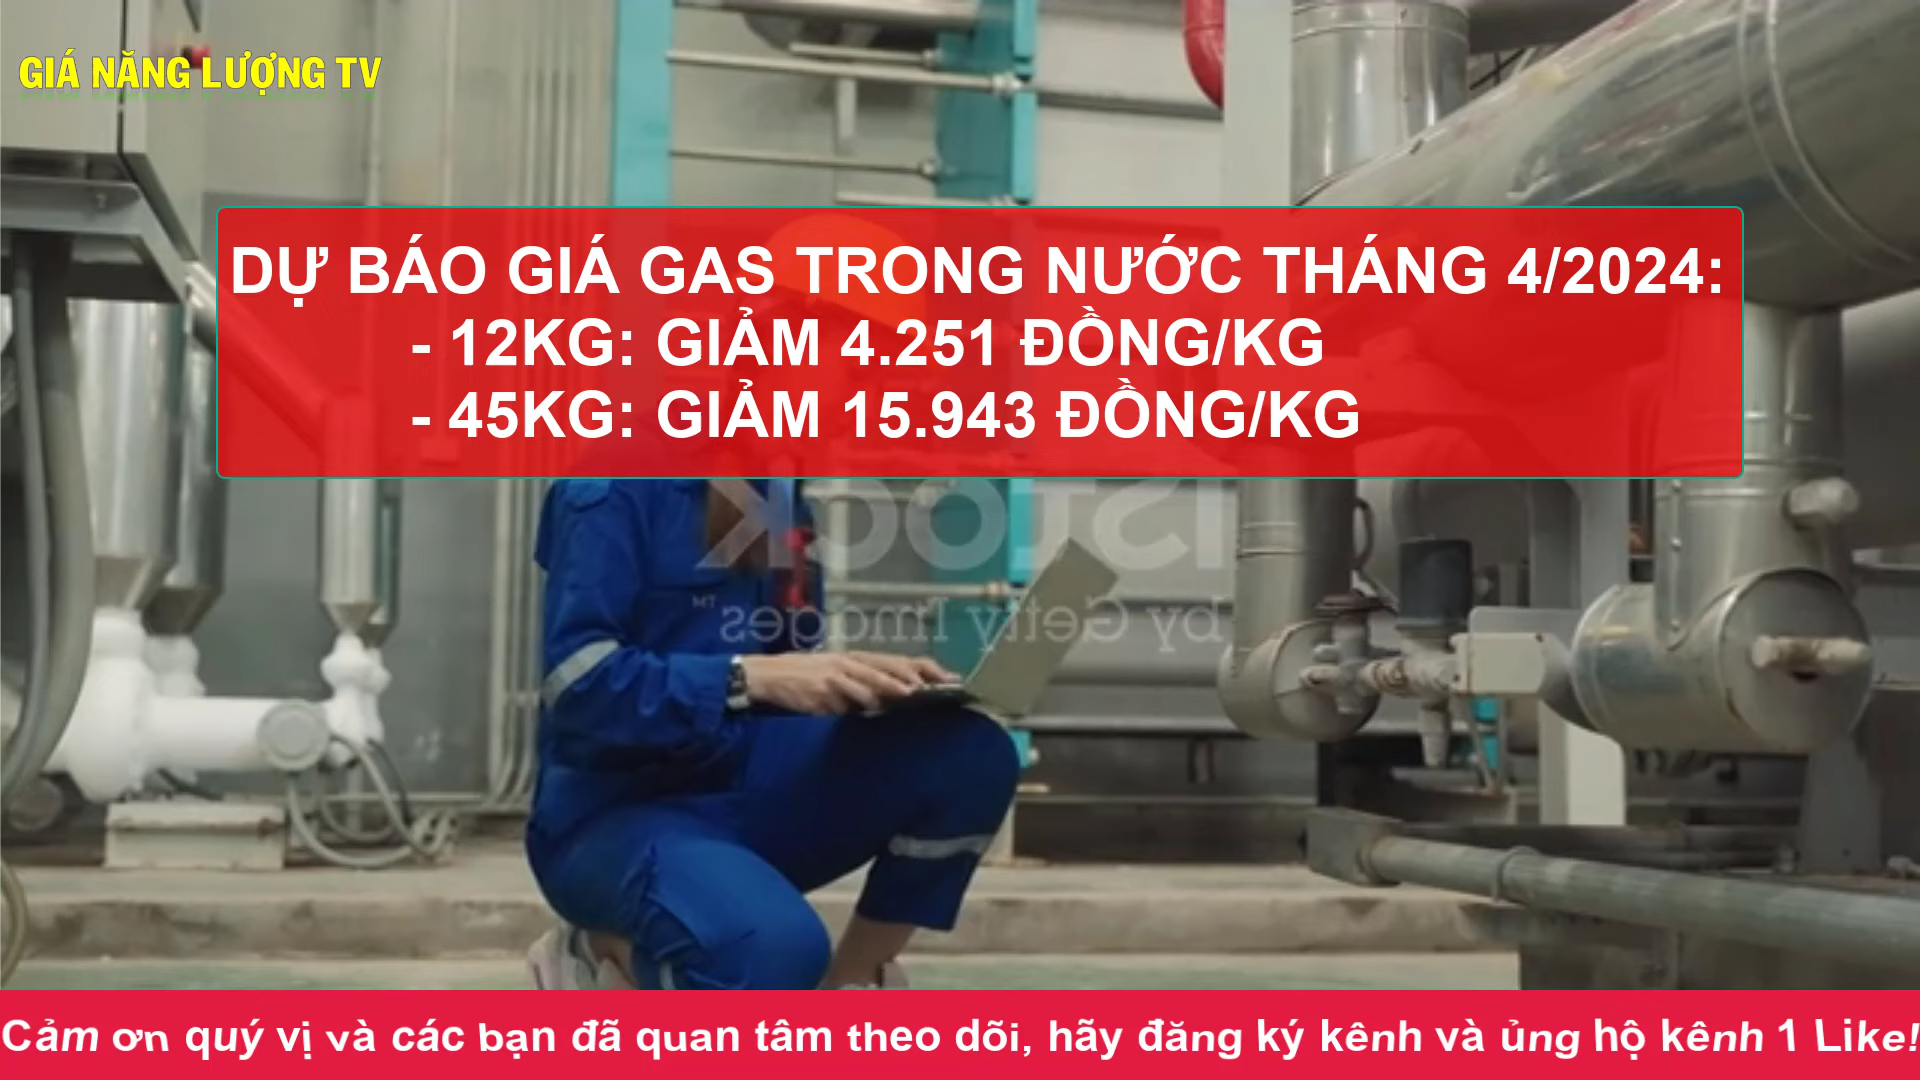 GIÁ NĂNG LƯỢNG TV
DỰ BÁO GIÁ GAS TRONG NƯỚC THÁNG 4/2024:
- 12KG: GIẢM 4.251 ĐỒNG/KG
- 45KG: GIẢM 15.943 ĐỒNG/KG
iStock
TM
by Getty Images
Cảm ơn quý vị và các bạn đã quan tâm theo dõi, hãy đăng ký kênh và ủng hộ kênh 1 Like!